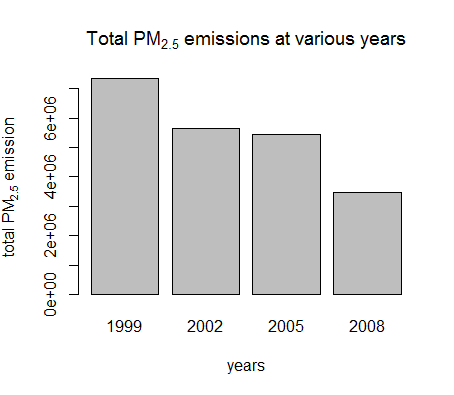 Total PM2.5 emissions at various years
total PM2.5 emission
6e+06
4e+06
2e+06
0e+00
1999 2002 2005 2008
years